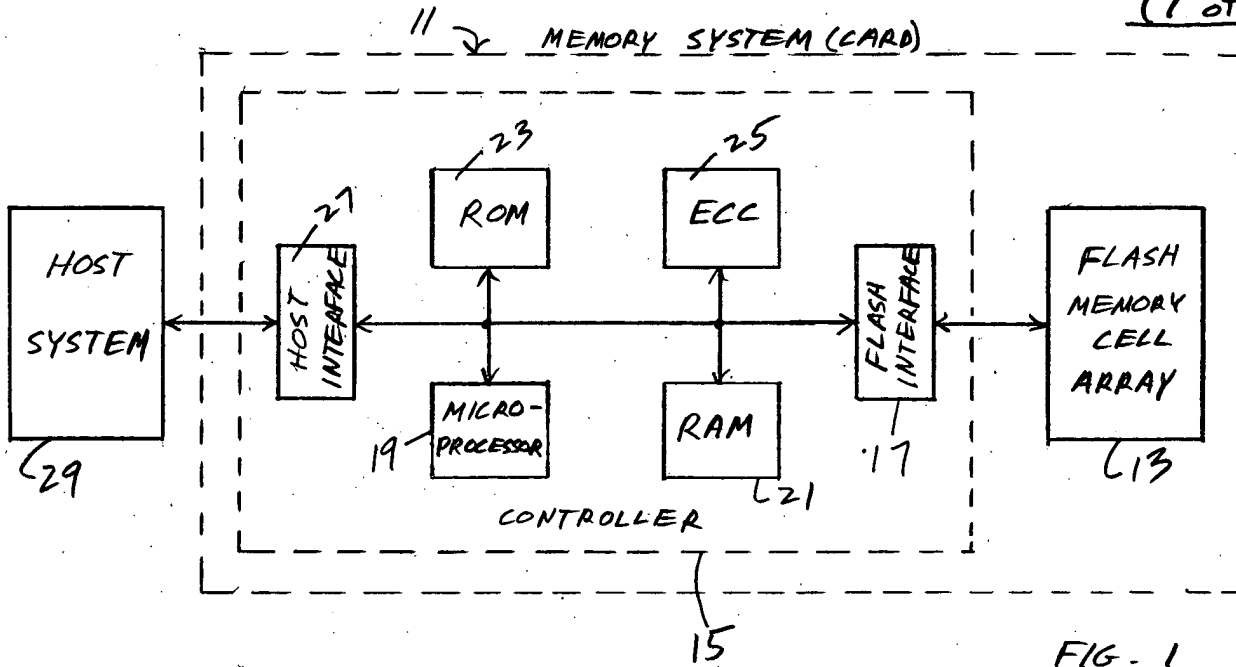 11
MEMORY SYSTEM (CARD)
23
25
27
ROM
ECC
HOST
SYSTEM
HOST
INTERFACE
FLASH
INTERFACE
FLASH
MEMORY
CELL
ARRAY
MICRO-
PROCESSOR
RAM
19
17
29
21
13
CONTROLLER
15
FIG. 1